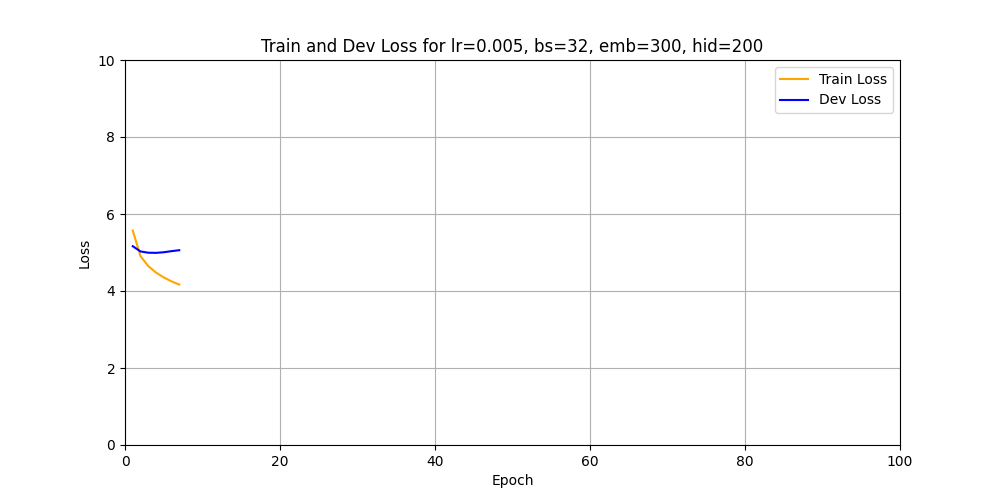 Train and Dev Loss for lr=0.005, bs=32, emb=300, hid=200
Train Loss
Dev Loss
10
8
6
4
2
0
Loss
0 20 40 60 80 100
Epoch